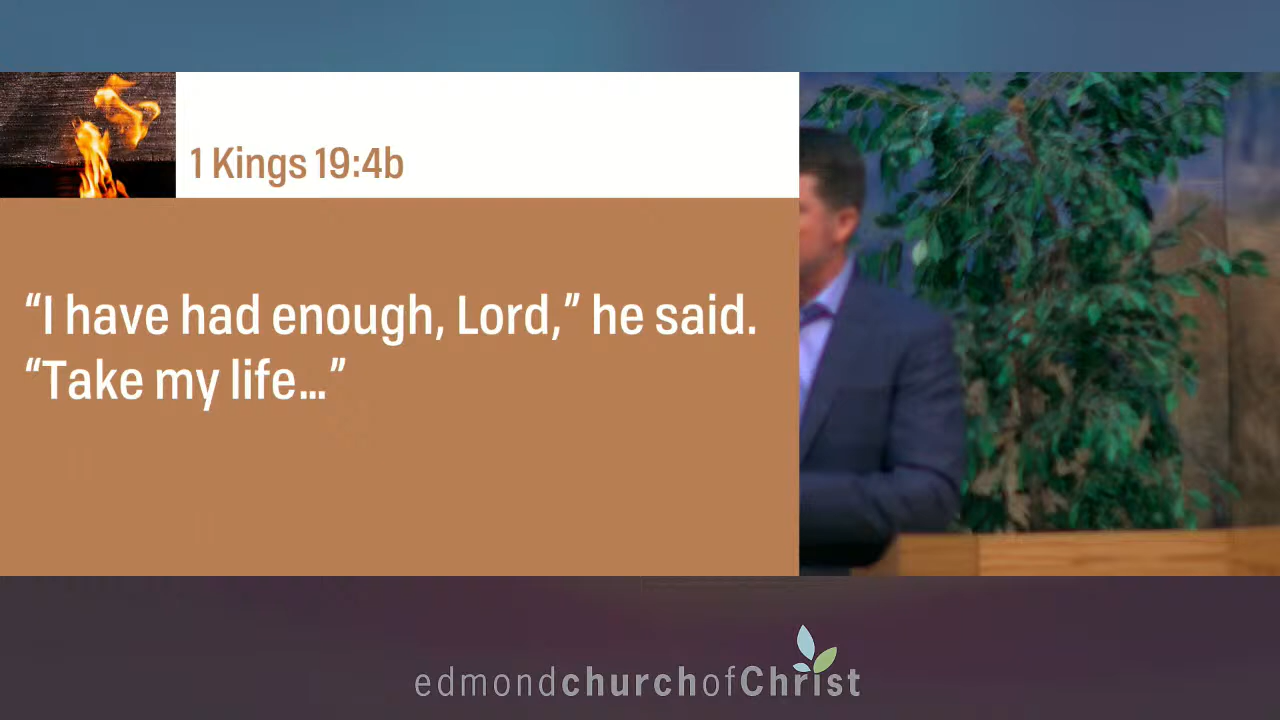 1 Kings 19:4b
“I have had enough, Lord,” he said.
“Take my life...”
edmondchurchofChrist